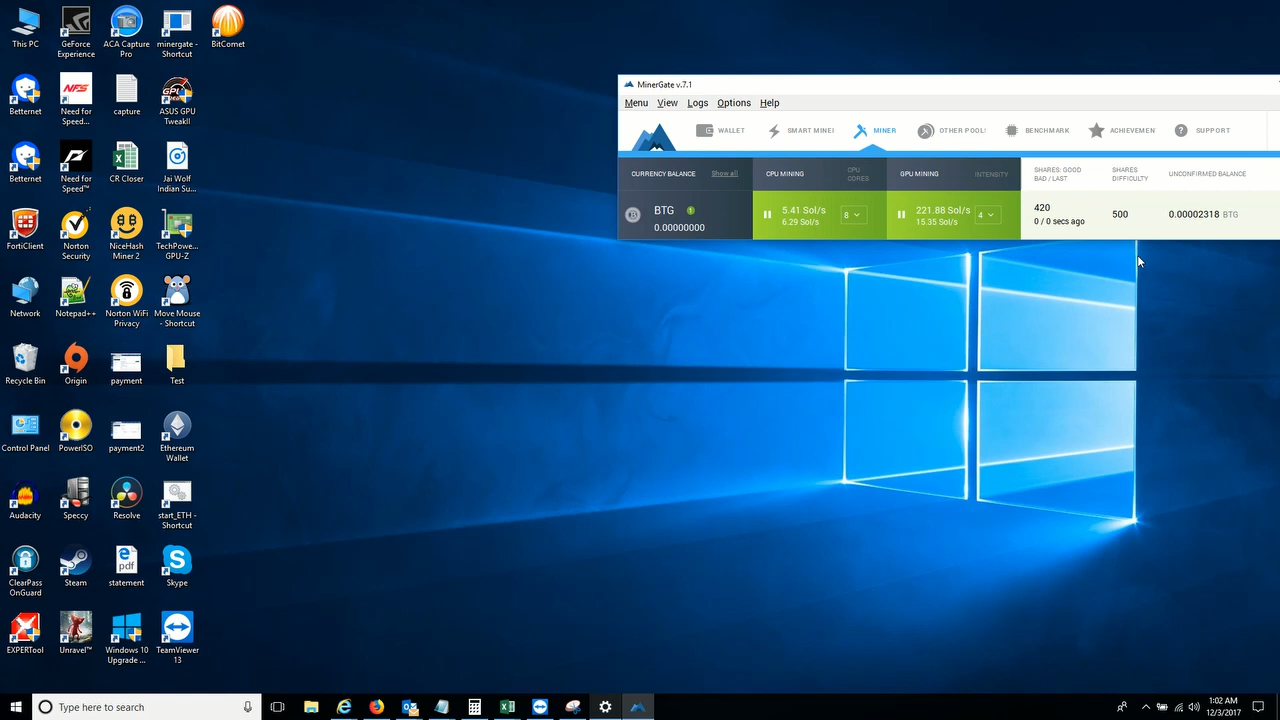 This PC
GeForce
Experience
ACA Capture
Pro
minergate -
Shortcut
BitComet
Betternet
NFS
Need for
Speed...
capture
GPU
ASUS GPU
TweakII
Betternet
Need for
Speed™
CR Closer
Jai Wolf
Indian Su...
FortiClient
Norton
Security
NiceHash
Miner 2
TechPowe...
GPU-Z
Network
Notepad++
Norton WiFi
Privacy
Move Mouse
- Shortcut
Recycle Bin
Origin
payment
Test
Control Panel
PowerISO
payment2
Ethereum
Wallet
Audacity
Speccy
Resolve
start_ETH -
Shortcut
ClearPass
OnGuard
Steam
pdf
statement
Skype
EXPERTool
Unravel™
Windows 10
Upgrade ...
TeamViewer
13
MinerGate v.7.1
Menu View Logs Options Help
WALLET SMART MINEI MINER OTHER POOL! BENCHMARK ACHIEVEMEN SUPPORT
CURRENCY BALANCE Show all CPU MINING CPU CORES GPU MINING INTENSITY SHARES: GOOD BAD / LAST SHARES DIFFICULTY UNCONFIRMED BALANCE
BTG 1
0.00000000
5.41 Sol/s
6.29 Sol/s
8
221.88 Sol/s
15.35 Sol/s
4
420
0 / 0 secs ago
500
0.00002318 BTG
Type here to search
1:02 AM
12/3/2017